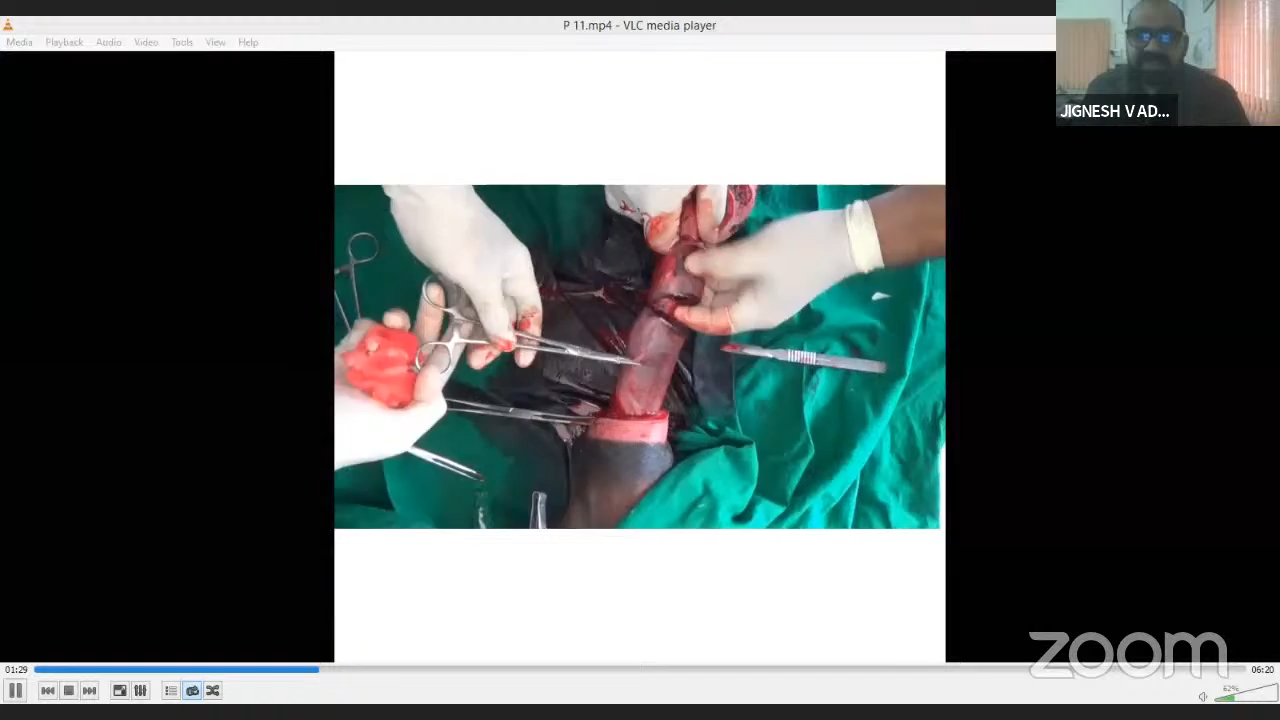 P 11.mp4 - VLC media player
Media Playback Audio Video Tools View Help
JIGNESH V AD...
zoom
01:29
06:20
82%